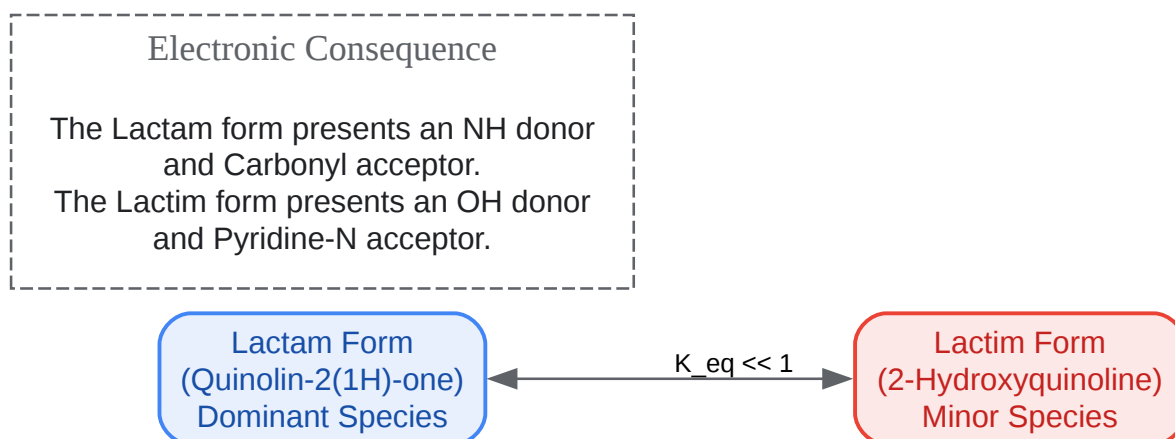 Electronic Consequence
The Lactam form presents an NH donor
and Carbonyl acceptor.
The Lactim form presents an OH donor
and Pyridine-N acceptor.
Lactam Form
(Quinolin-2(1H)-one)
Dominant Species
K_eq << 1
Lactim Form
(2-Hydroxyquinoline)
Minor Species